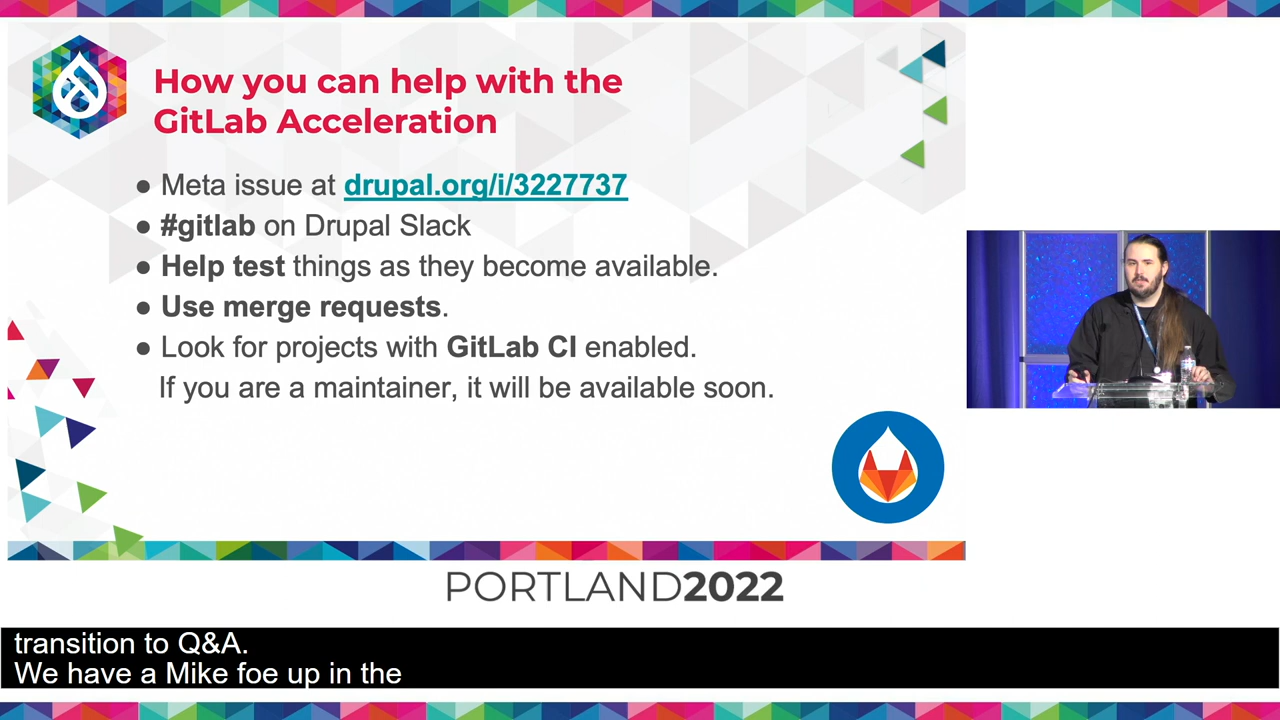 How you can help with the
GitLab Acceleration
● Meta issue at drupal.org/i/3227737
● #gitlab on Drupal Slack
● Help test things as they become available.
● Use merge requests.
● Look for projects with GitLab CI enabled.
If you are a maintainer, it will be available soon.
PORTLAND2022
transition to Q&A.
We have a Mike foe up in the